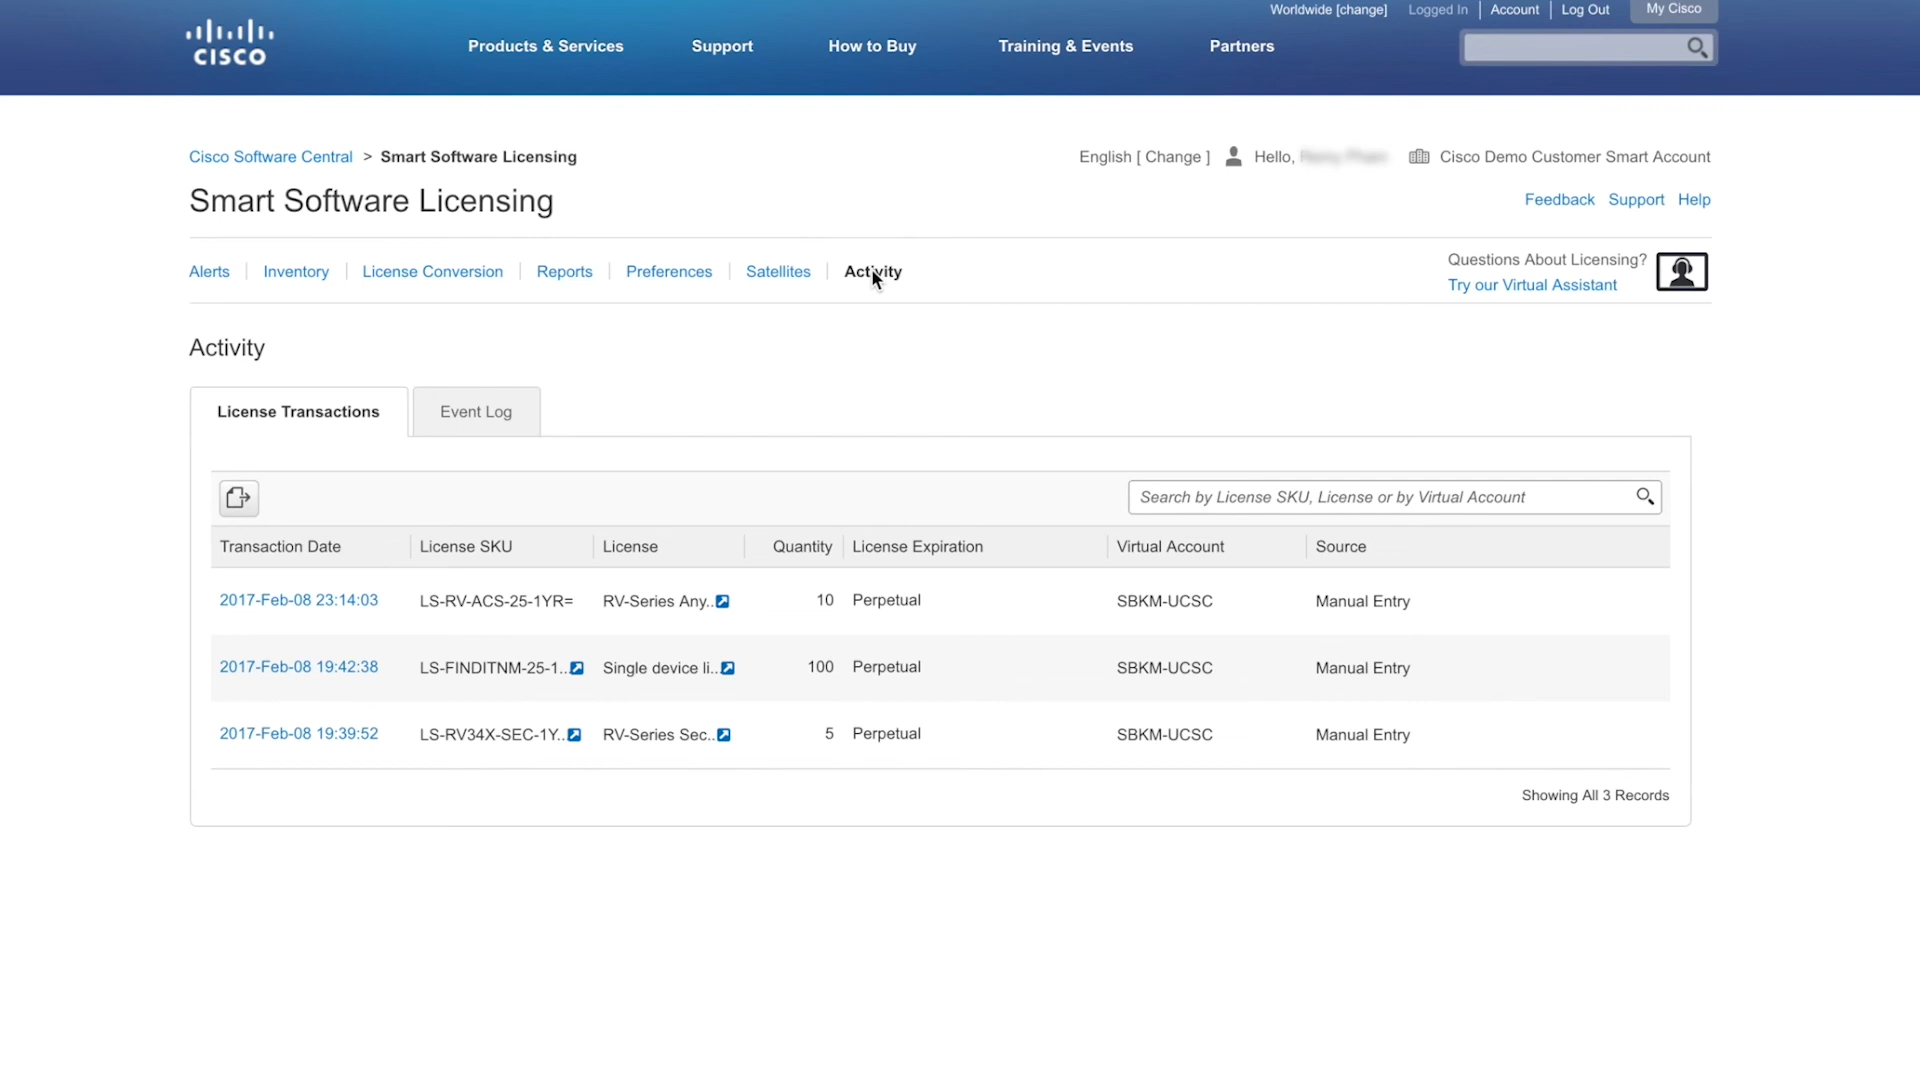 Worldwide [change] Logged In Account Log Out My Cisco
CISCO
Products & Services Support How to Buy Training & Events Partners
Cisco Software Central > Smart Software Licensing
English [ Change ] Hello, Cisco Demo Customer Smart Account
Smart Software Licensing
Feedback Support Help
Alerts Inventory License Conversion Reports Preferences Satellites Activity
Questions About Licensing?
Try our Virtual Assistant
Activity
License Transactions Event Log
Search by License SKU, License or by Virtual Account
Transaction Date License SKU License Quantity License Expiration Virtual Account Source
2017-Feb-08 23:14:03 LS-RV-ACS-25-1YR= RV-Series Any.. 10 Perpetual SBKM-UCSC Manual Entry
2017-Feb-08 19:42:38 LS-FINDITNM-25-1... Single device li... 100 Perpetual SBKM-UCSC Manual Entry
2017-Feb-08 19:39:52 LS-RV34X-SEC-1Y.. RV-Series Sec.. 5 Perpetual SBKM-UCSC Manual Entry
Showing All 3 Records